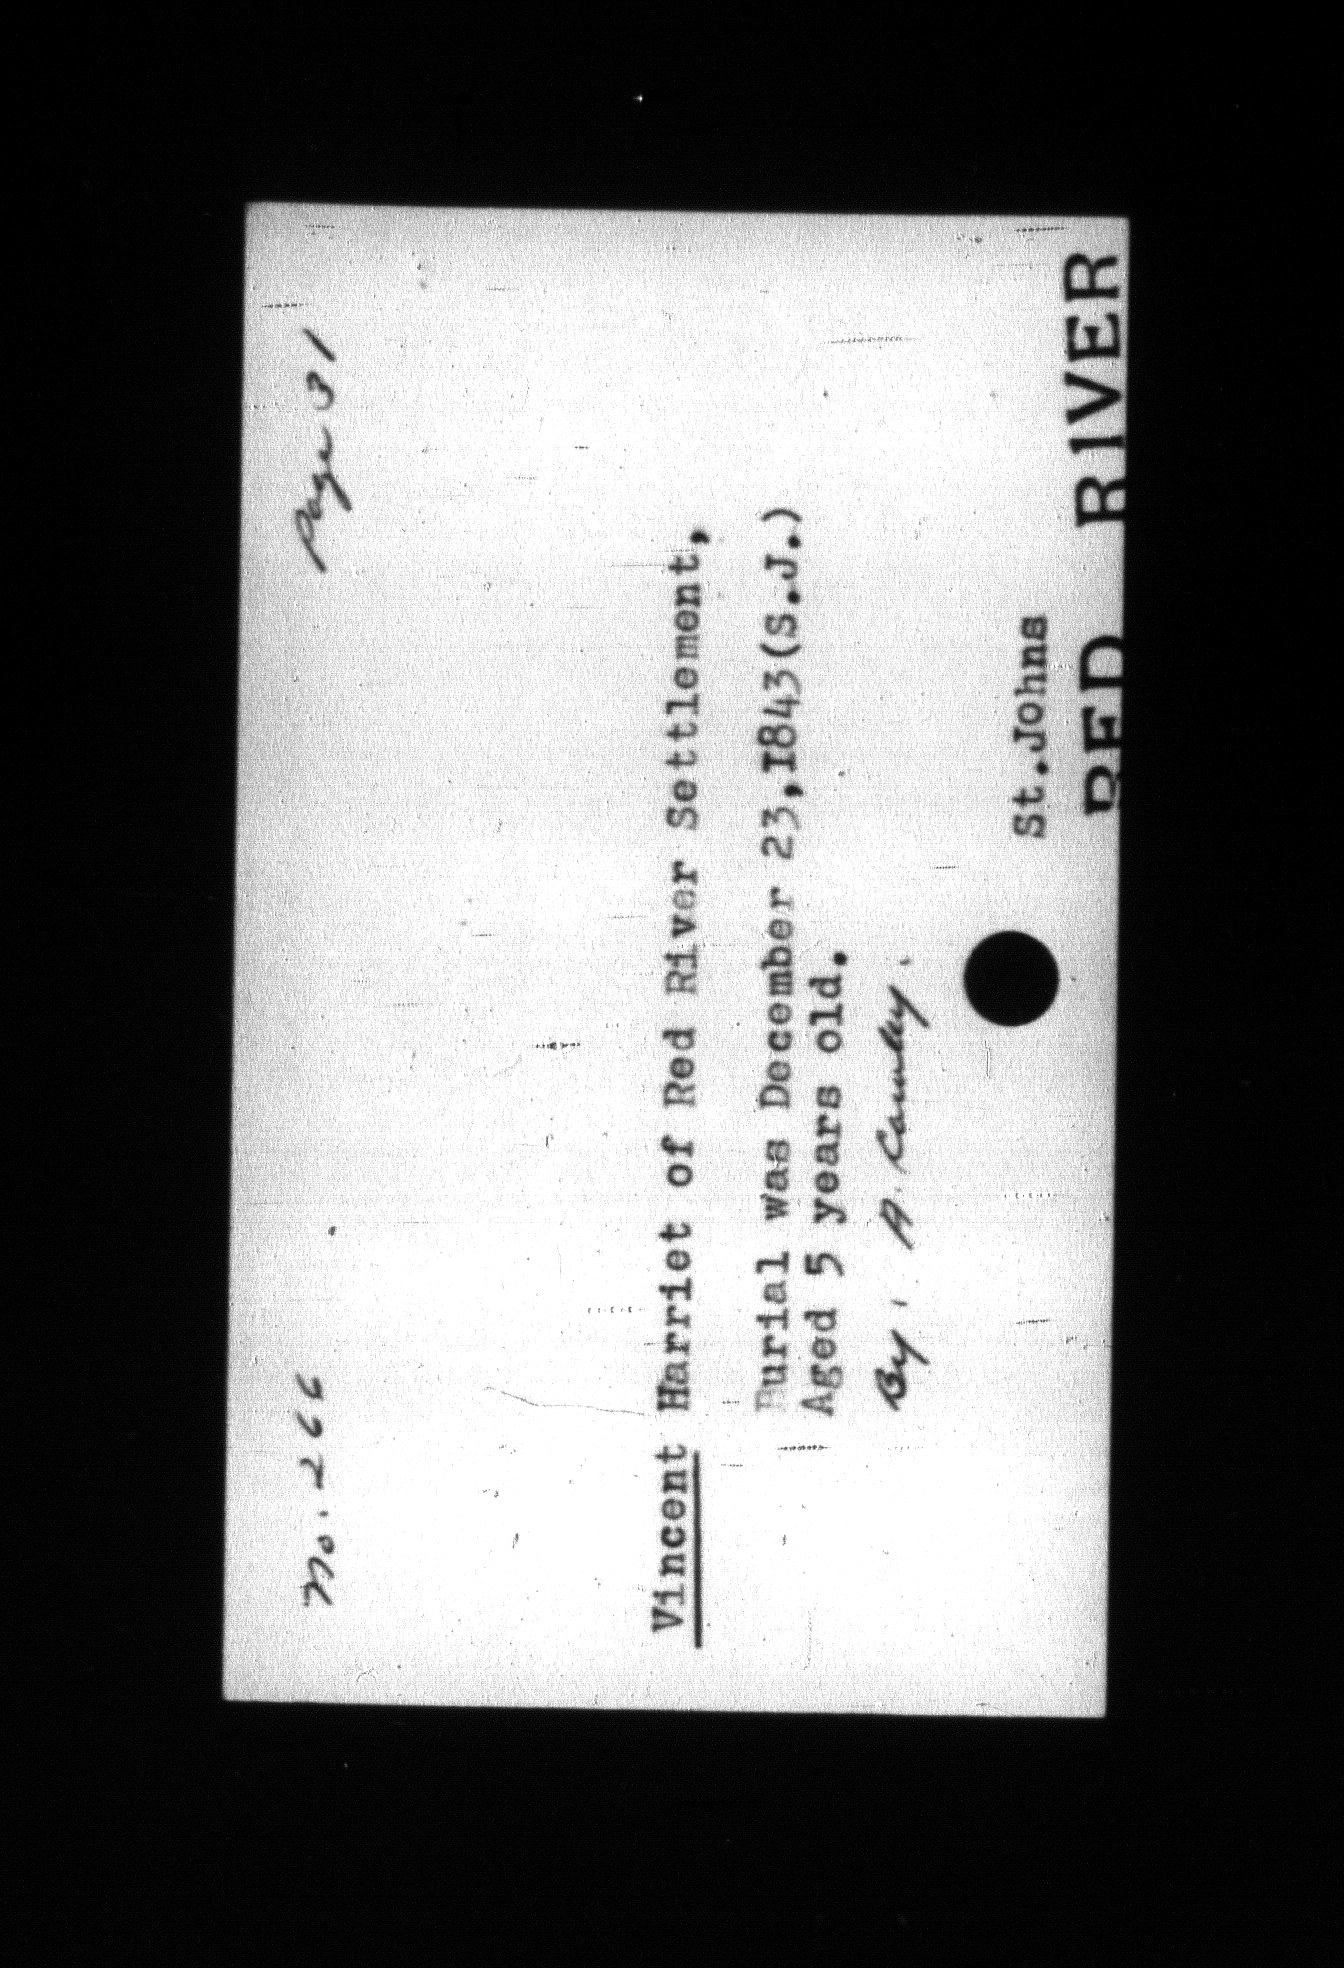 No. 266 Page 31
Vincent Harriet of Red River Settlement,
Burial was December 23,1843(S.J.)
Aged 5 years old.
By: A. Cowley.
St.Johns
RED RIVER